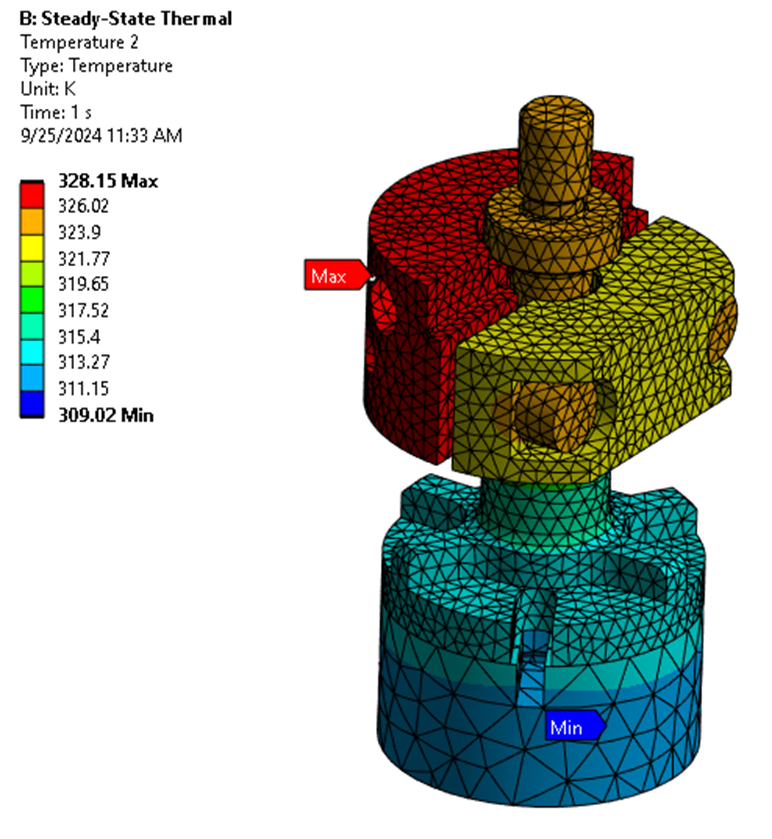 B: Steady-State Thermal
Temperature 2
Type: Temperature
Unit: K
Time: 1 s
9/25/2024 11:33 AM
328.15 Max
326.02
323.9
321.77
319.65
317.52
315.4
313.27
311.15
309.02 Min
Max
Min